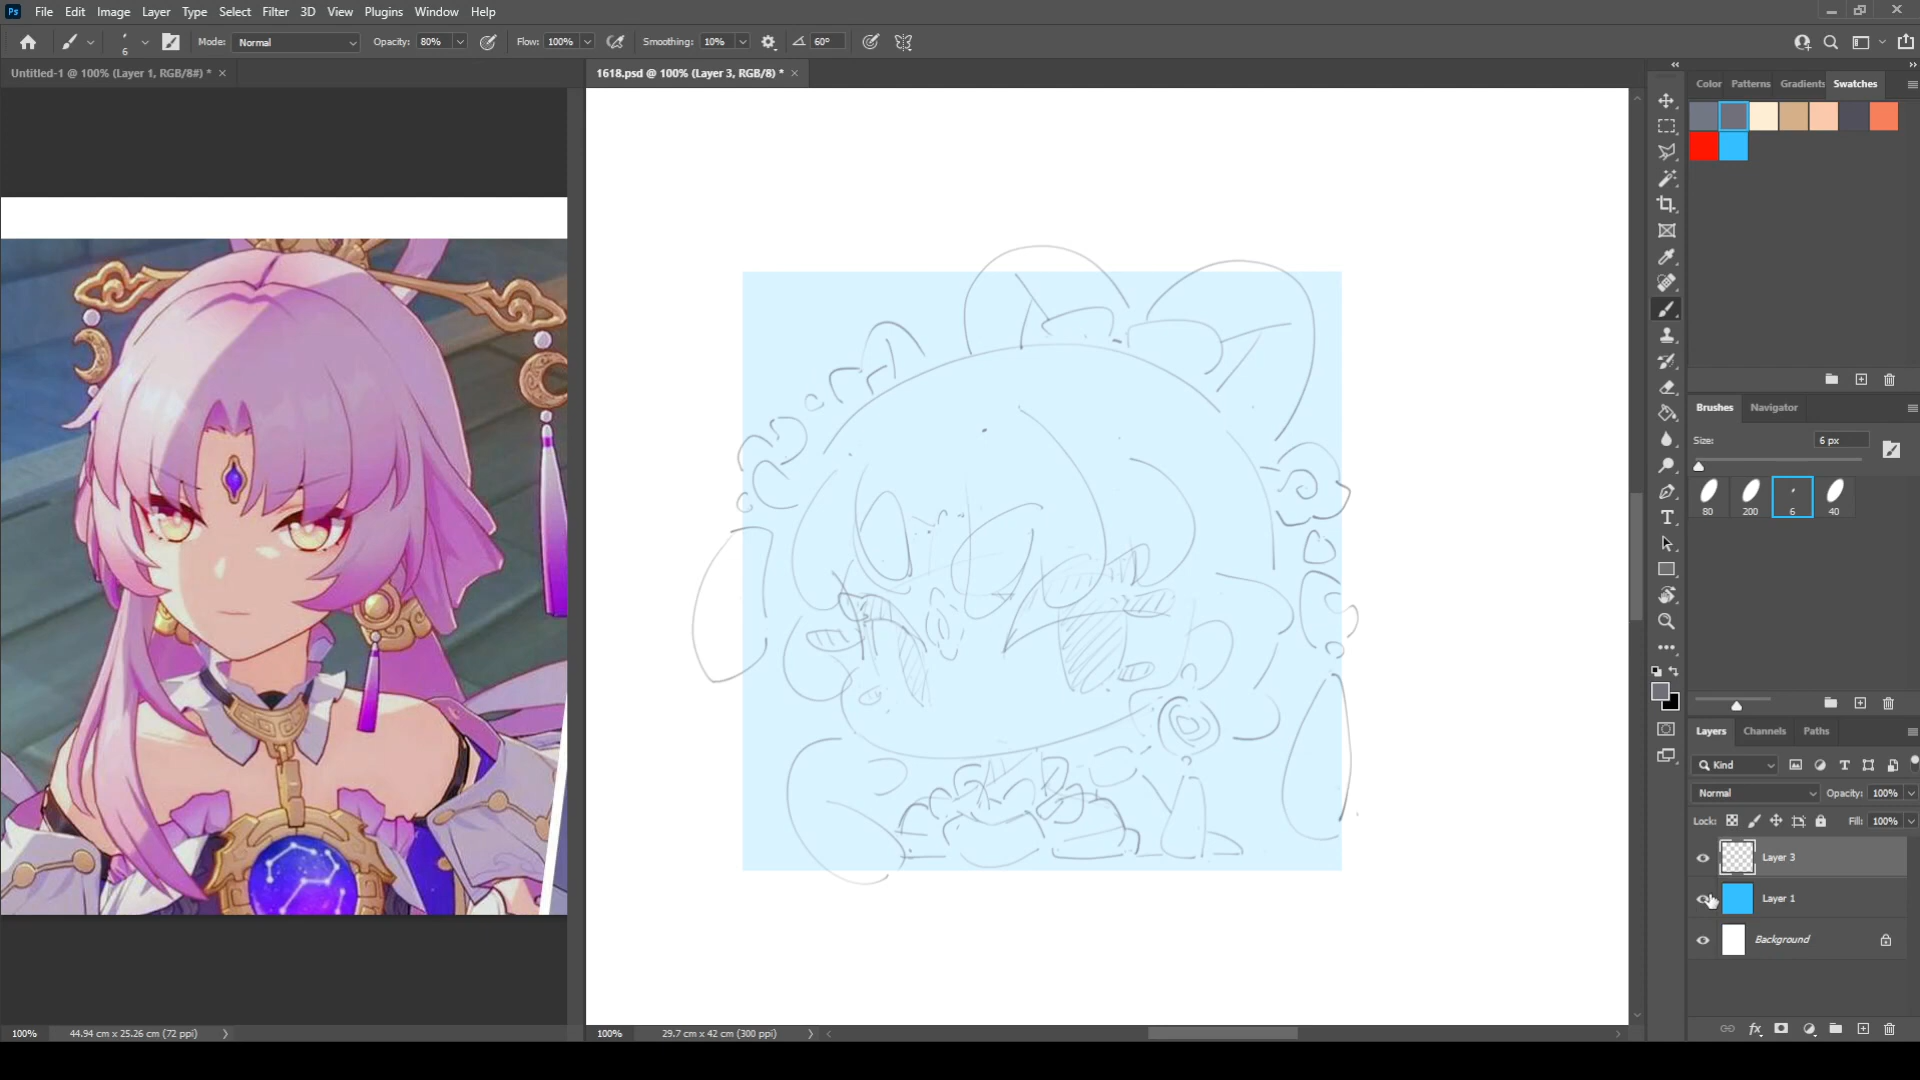 Ps File Edit Image Layer Type Select Filter 3D View Plugins Window Help
6 Mode: Normal Opacity: 80% Flow: 100% Smoothing: 10% 60°
Untitled-1 @ 100% (Layer 1, RGB/8#) * ×
1618.psd @ 100% (Layer 3, RGB/8) * ×
Color Patterns Gradients Swatches
Brushes Navigator
Size: 6 px
80 200 6 40
Layers Channels Paths
Kind
Normal Opacity: 100%
Lock: Fill: 100%
Layer 3
Layer 1
Background
100% 44.94 cm x 25.26 cm (72 ppi)
100% 29.7 cm x 42 cm (300 ppi)